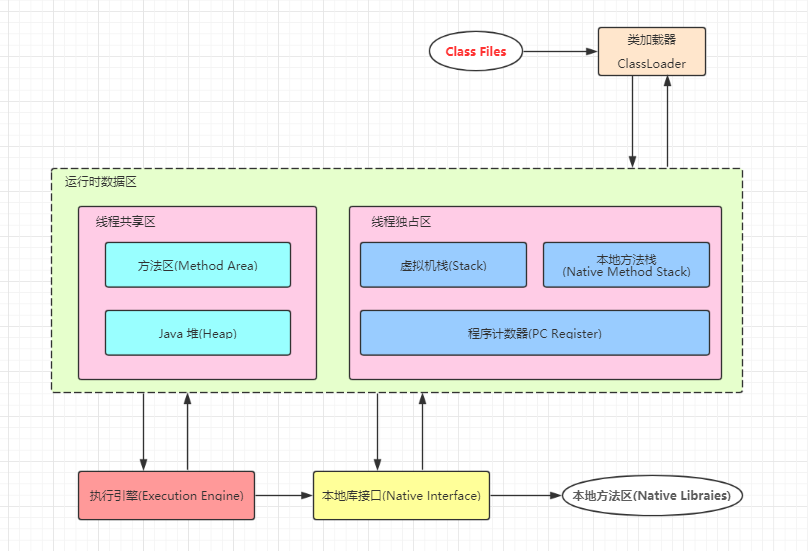 Class Files
类加载器
ClassLoader
运行时数据区
线程共享区
线程独占区
方法区(Method Area)
虚拟机栈(Stack)
本地方法栈
(Native Method Stack)
Java 堆(Heap)
程序计数器(PC Register)
执行引擎(Execution Engine)
本地库接口(Native Interface)
本地方法区(Native Libraies)